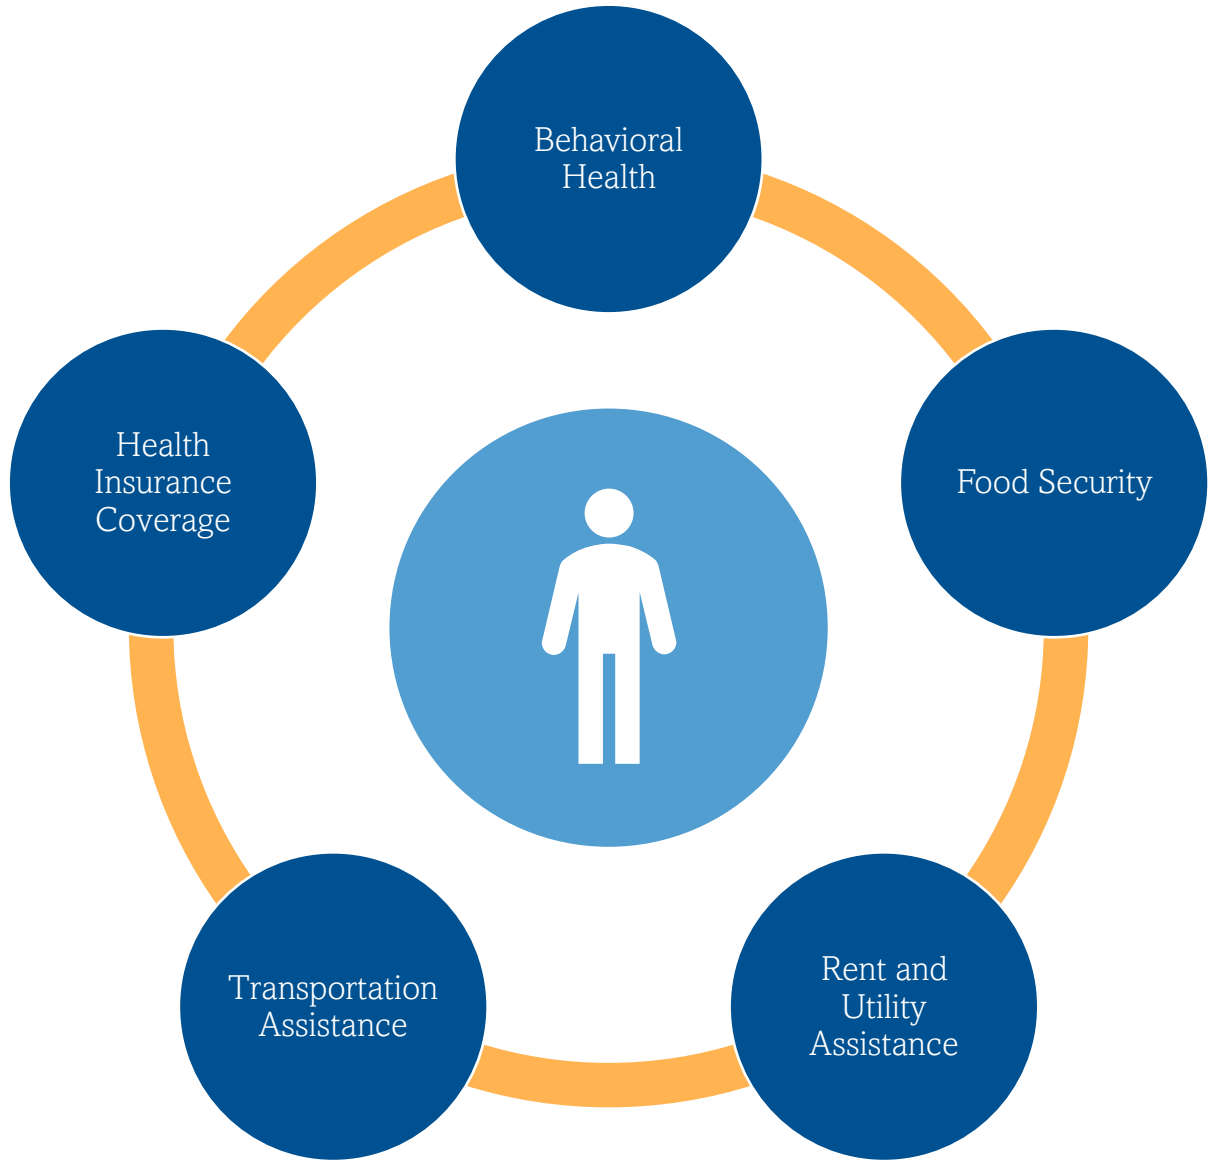 Behavioral
Health
Food Security
Rent and
Utility
Assistance
Transportation
Assistance
Health
Insurance
Coverage